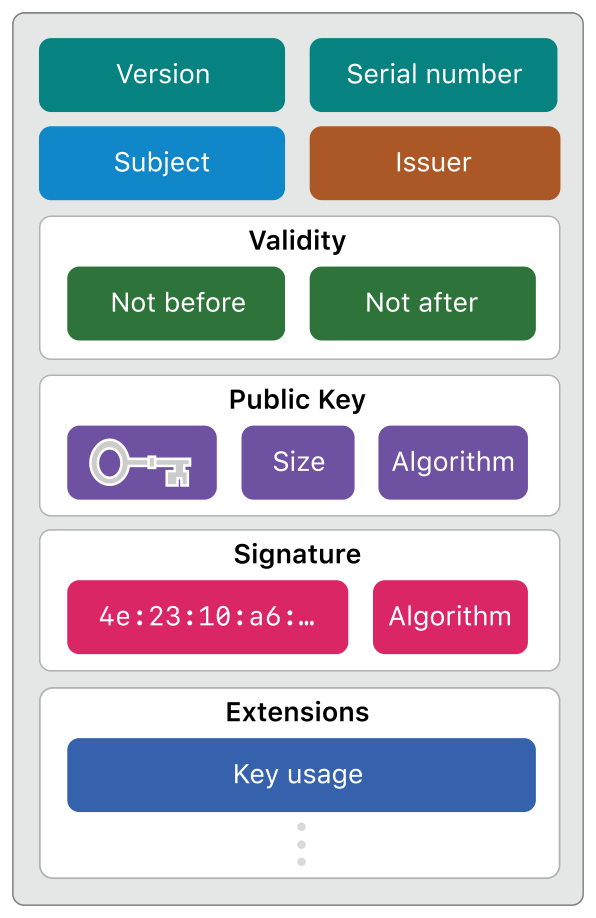 Version
Serial number
Subject
Issuer
Validity
Not before
Not after
Public Key
Size
Algorithm
Signature
4e:23:10:a6:…
Algorithm
Extensions
Key usage